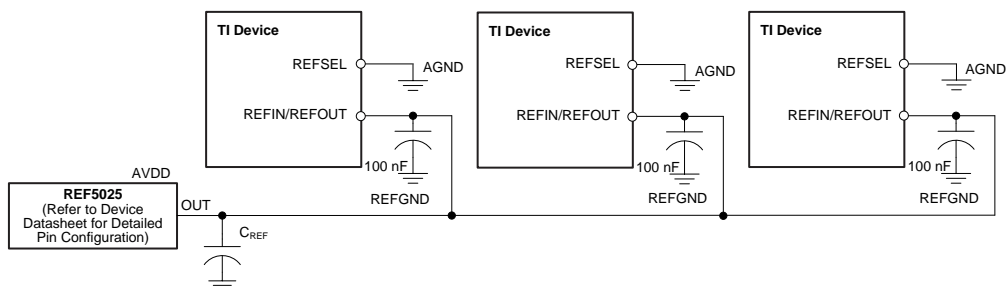 TI Device
REFSEL
AGND
REFIN/REFOUT
100 nF
REFGND
TI Device
REFSEL
AGND
REFIN/REFOUT
100 nF
REFGND
TI Device
REFSEL
AGND
REFIN/REFOUT
100 nF
REFGND
AVDD
REF5025
(Refer to Device
Datasheet for Detailed
Pin Configuration)
OUT
CREF